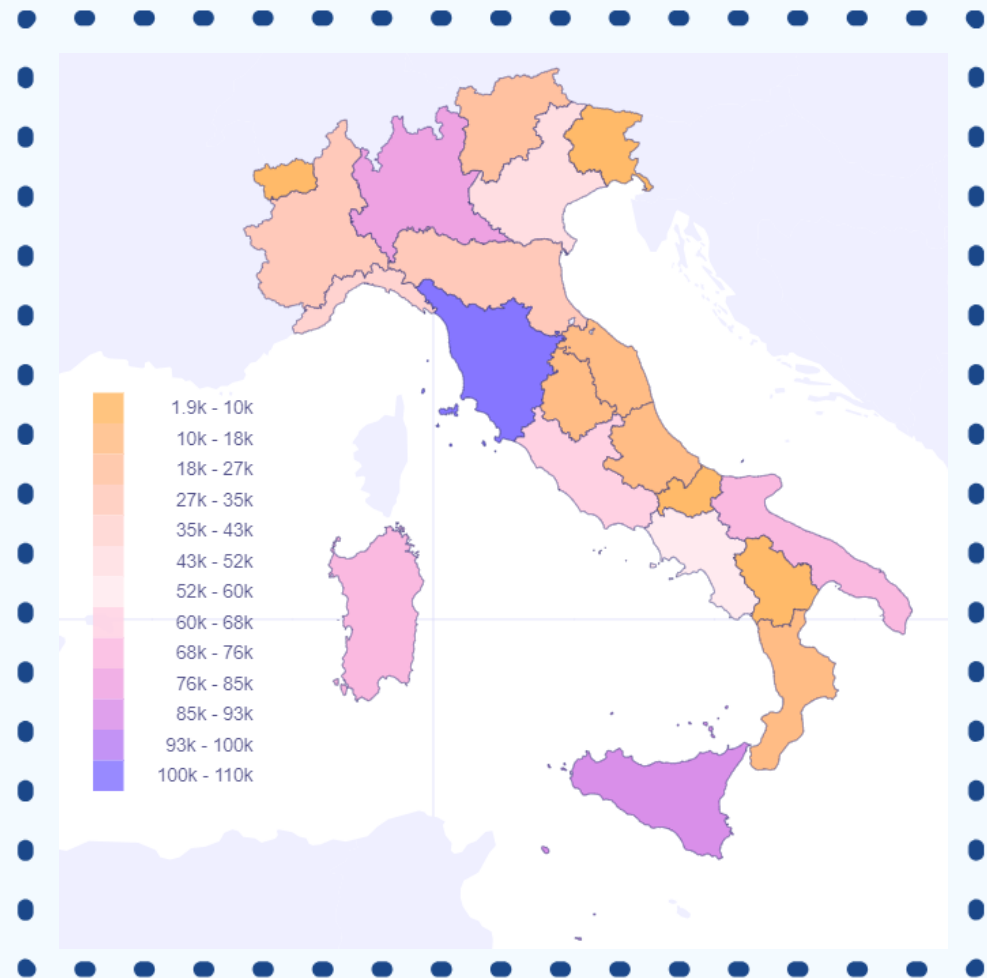 1.9k - 10k
10k - 18k
18k - 27k
27k - 35k
35k - 43k
43k - 52k
52k - 60k
60k - 68k
68k - 76k
76k - 85k
85k - 93k
93k - 100k
100k - 110k